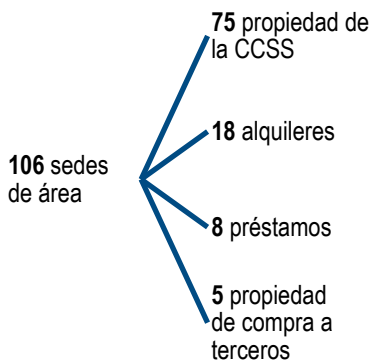 106 sedes
de área
75 propiedad de
la CCSS
18 alquileres
8 préstamos
5 propiedad
de compra a
terceros